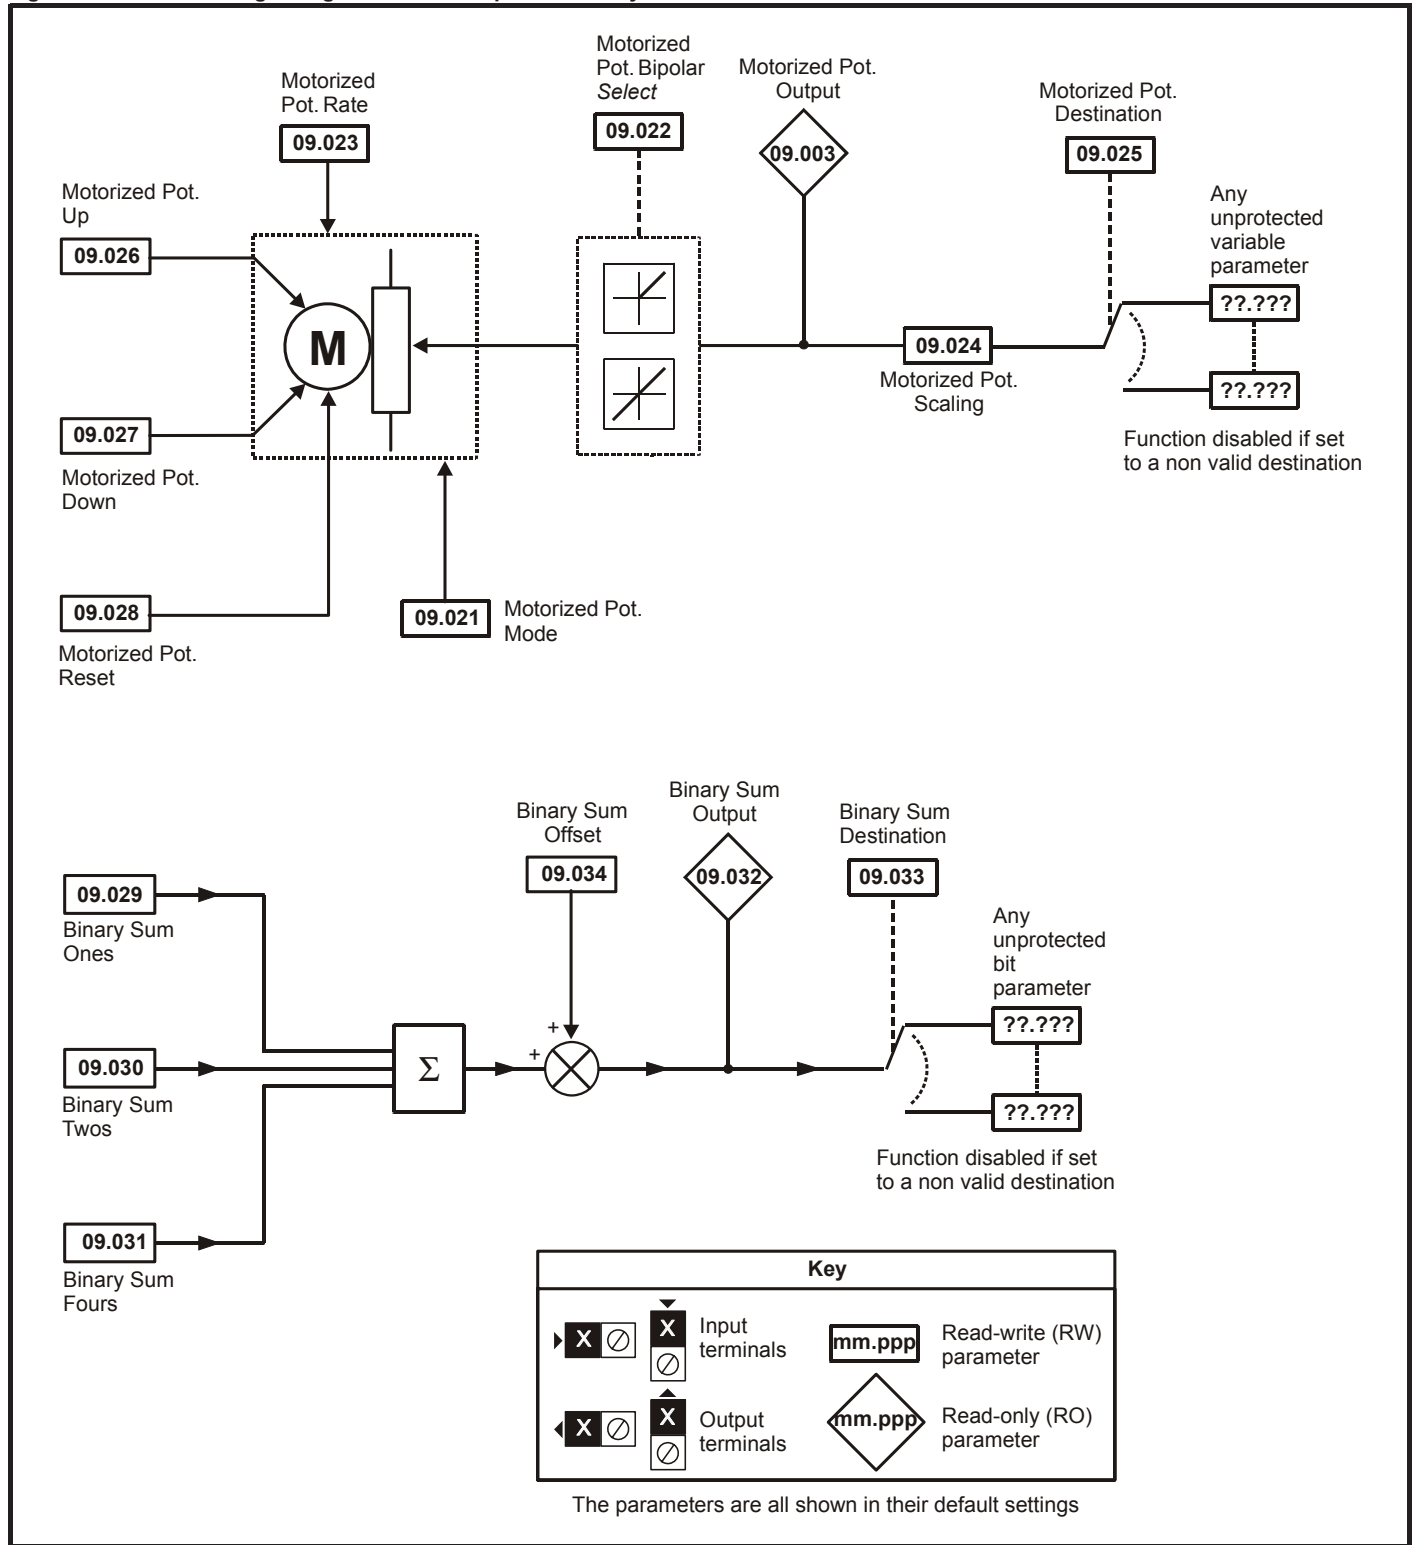 Motorized
Pot. Rate
09.023
Motorized
Pot. Bipolar
Select
09.022
Motorized Pot.
Output
09.003
Motorized Pot.
Destination
09.025
Any
unprotected
variable
parameter
??.???
??.???
Function disabled if set
to a non valid destination
Motorized Pot.
Up
09.026
M
09.024
Motorized Pot.
Scaling
09.027
Motorized Pot.
Down
09.028
Motorized Pot.
Reset
09.021
Motorized Pot.
Mode
Binary Sum
Offset
09.034
Binary Sum
Output
09.032
Binary Sum
Destination
09.033
Any
unprotected
bit
parameter
??.???
??.???
Function disabled if set
to a non valid destination
09.029
Binary Sum
Ones
09.030
Binary Sum
Twos
09.031
Binary Sum
Fours
Σ
+
+
Key
X
X
Input
terminals
mm.ppp
Read-write (RW)
parameter
X
X
Output
terminals
mm.ppp
Read-only (RO)
parameter
The parameters are all shown in their default settings